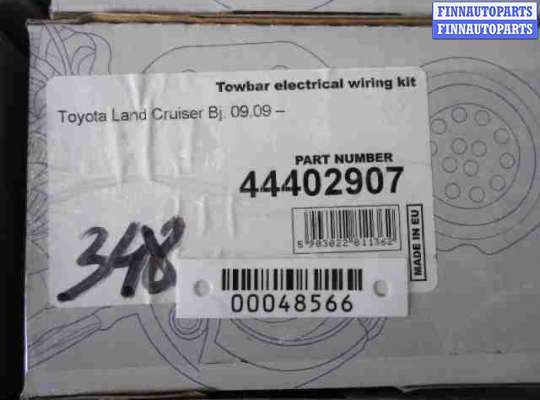 FINNAUTOPARTS
FINNAUTOPARTS
Towbar electrical wiring kit
Toyota Land Cruiser Bj. 09.09 –
PART NUMBER
44402907
MADE IN EU
348
00048566